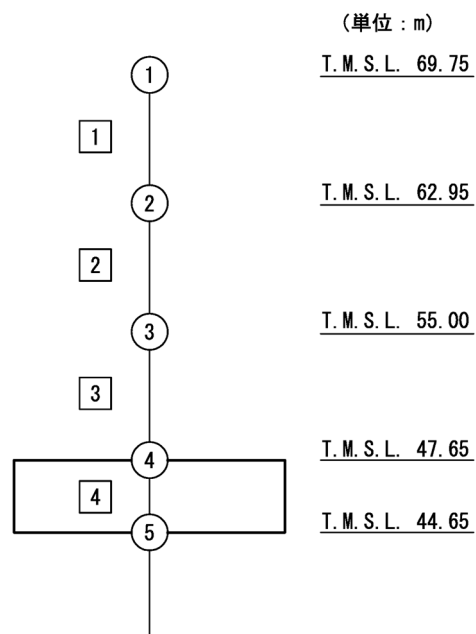 (単位：m)
① T.M.S.L. 69.75
1
② T.M.S.L. 62.95
2
③ T.M.S.L. 55.00
3
④ T.M.S.L. 47.65
4
⑤ T.M.S.L. 44.65